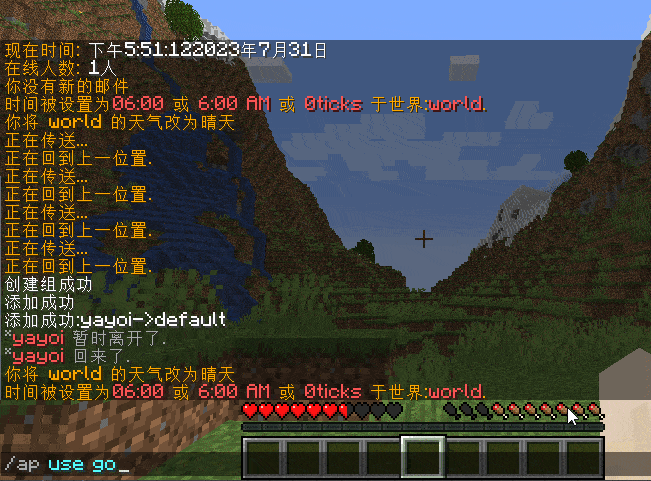 现在时间: 下午5:51:122023年7月31日
在线人数: 1人
你没有新的邮件
时间被设置为06:00 或 6:00 AM 或 0ticks 于世界:world.
你将 world 的天气改为晴天
正在传送...
正在回到上一位置.
正在传送...
正在回到上一位置.
正在传送...
正在回到上一位置.
正在传送...
正在回到上一位置.
创建组成功
添加成功
添加成功:yayoi->default
*yayoi 暂时离开了.
*yayoi 回来了.
你将 world 的天气改为晴天
时间被设置为06:00 或 6:00 AM 或 0ticks 于世界:world.
/ap use go_